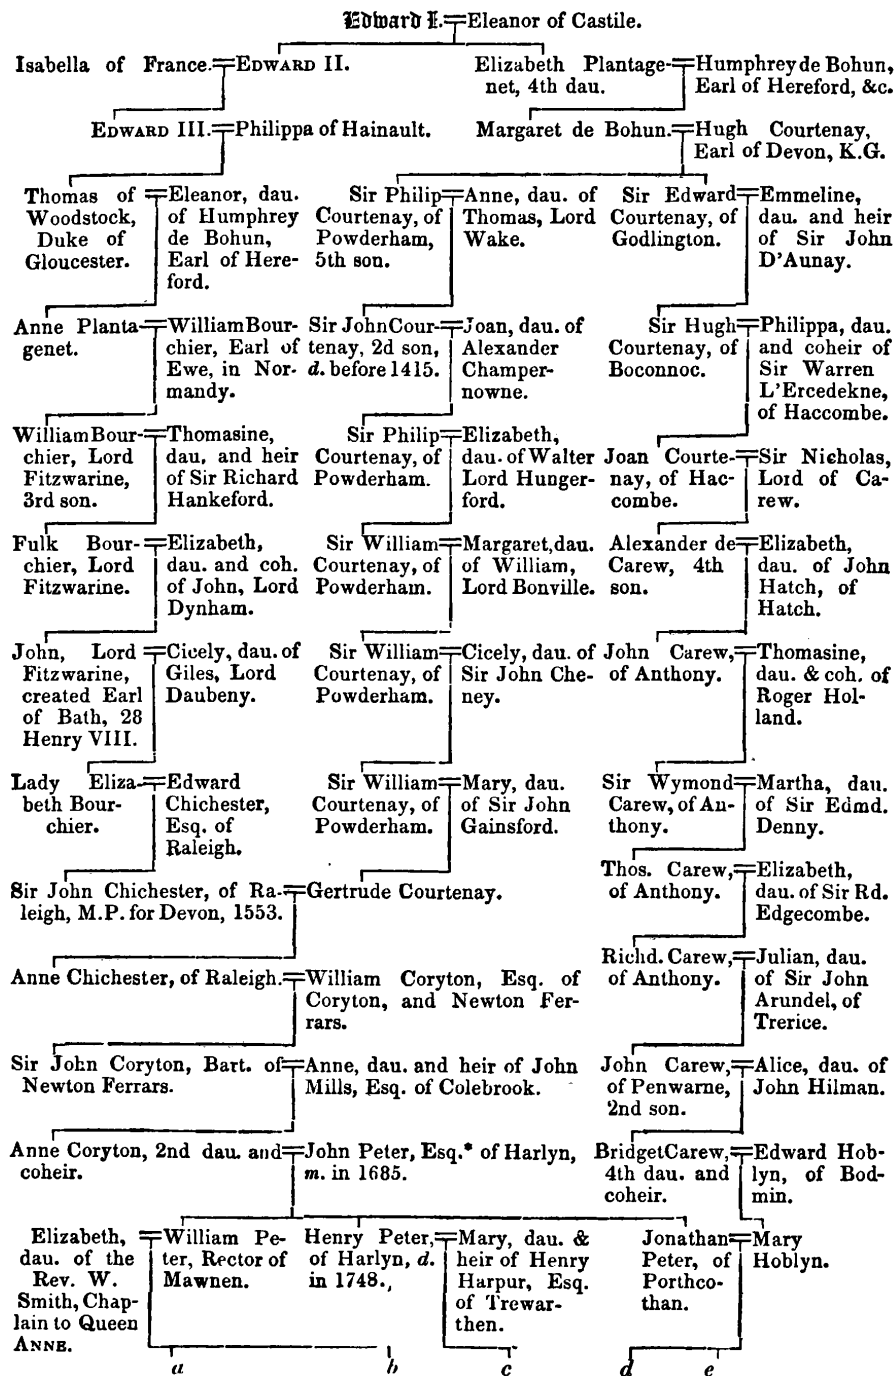 Edward I.=Eleanor of Castile.
Isabella of France.=EDWARD II.
Elizabeth Plantage-
net, 4th dau.
=Humphrey de Bohun,
Earl of Hereford, &c.
EDWARD III.=Philippa of Hainault.
Margaret de Bohun.=Hugh Courtenay,
Earl of Devon, K.G.
Thomas of
Woodstock,
Duke of
Gloucester.
=Eleanor, dau.
of Humphrey
de Bohun,
Earl of Here-
ford.
Sir Philip
Courtenay, of
Powderham,
5th son.
=Anne, dau. of
Thomas, Lord
Wake.
Sir Edward
Courtenay, of
Godlington.
=Emmeline,
dau. and heir
of Sir John
D'Aunay.
Anne Planta-
genet.
=William Bour-
chier, Earl of
Ewe, in Nor-
mandy.
Sir John Cour-
tenay, 2d son,
d. before 1415.
=Joan, dau. of
Alexander
Champer-
nowne.
Sir Hugh
Courtenay, of
Boconnoc.
=Philippa, dau.
and coheir of
Sir Warren
L'Ercedekne,
of Haccombe.
William Bour-
chier, Lord
Fitzwarine,
3rd son.
=Thomasine,
dau. and heir
of Sir Richard
Hankeford.
Sir Philip
Courtenay, of
Powderham.
=Elizabeth,
dau. of Walter
Lord Hunger-
ford.
Joan Courte-
nay, of Hac-
combe.
=Sir Nicholas,
Lord of Ca-
rew.
Fulk Bour-
chier, Lord
Fitzwarine.
=Elizabeth,
dau. and coh.
of John, Lord
Dynham.
Sir William
Courtenay, of
Powderham.
=Margaret, dau.
of William,
Lord Bonville.
Alexander de
Carew, 4th
son.
=Elizabeth,
dau. of John
Hatch, of
Hatch.
John, Lord
Fitzwarine,
created Earl
of Bath, 28
Henry VIII.
=Cicely, dau. of
Giles, Lord
Daubeny.
Sir William
Courtenay, of
Powderham.
=Cicely, dau. of
Sir John Che-
ney.
John Carew,
of Anthony.
=Thomasine,
dau. & coh. of
Roger Hol-
land.
Lady Eliza-
beth Bour-
chier.
=Edward
Chichester,
Esq. of
Raleigh.
Sir William
Courtenay, of
Powderham.
=Mary, dau.
of Sir John
Gainsford.
Sir Wymond
Carew, of An-
thony.
=Martha, dau.
of Sir Edmd.
Denny.
Thos. Carew,
of Anthony.
=Elizabeth,
dau. of Sir Rd.
Edgecombe.
Sir John Chichester, of Ra-
leigh, M.P. for Devon, 1553.
=Gertrude Courtenay.
Richd. Carew,
of Anthony.
=Julian, dau.
of Sir John
Arundel, of
Trerice.
Anne Chichester, of Raleigh.
=William Coryton, Esq. of
Coryton, and Newton Fer-
rars.
Sir John Coryton, Bart. of
Newton Ferrars.
=Anne, dau. and heir of John
Mills, Esq. of Colebrook.
John Carew,
of Penwarne,
2nd son.
=Alice, dau. of
John Hilman.
Anne Coryton, 2nd dau. and
coheir.
=John Peter, Esq.* of Harlyn,
m. in 1685.
Bridget Carew,
4th dau. and
coheir.
=Edward Hob-
lyn, of Bod-
min.
Elizabeth,
dau. of the
Rev. W.
Smith, Chap-
lain to Queen
ANNE.
=William Pe-
ter, Rector of
Mawnen.
Henry Peter,
of Harlyn, d.
in 1748.,
=Mary, dau. &
heir of Henry
Harpur, Esq.
of Trewar-
then.
Jonathan
Peter, of
Porthco-
than.
=Mary
Hoblyn.
a b c d e